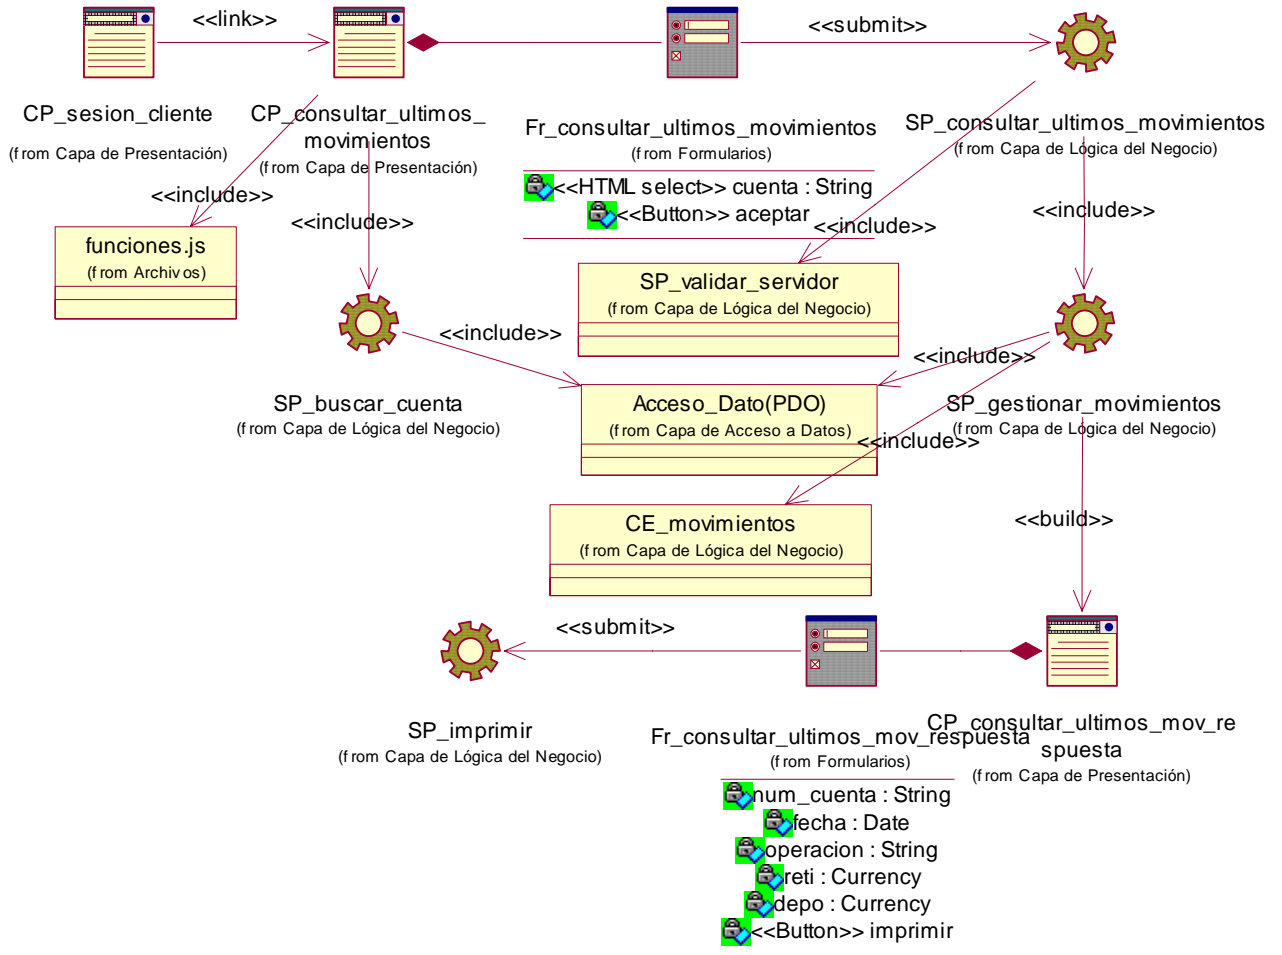 <<link>>
<<submit>>
CP_sesion_cliente
(from Capa de Presentación)
CP_consultar_ultimos_
movimientos
(from Capa de Presentación)
Fr_consultar_ultimos_movimientos
(from Formularios)
<<HTML select>> cuenta : String
<<Button>> aceptar
SP_consultar_ultimos_movimientos
(from Capa de Lógica del Negocio)
<<include>>
<<include>>
<<include>>
<<include>>
funciones.js
(from Archivos)
SP_validar_servidor
(from Capa de Lógica del Negocio)
<<include>>
<<include>>
SP_buscar_cuenta
(from Capa de Lógica del Negocio)
Acceso_Dato(PDO)
(from Capa de Acceso a Datos)
SP_gestionar_movimientos
(from Capa de Lógica del Negocio)
<<include>>
CE_movimientos
(from Capa de Lógica del Negocio)
<<build>>
<<submit>>
SP_imprimir
(from Capa de Lógica del Negocio)
Fr_consultar_ultimos_mov_respuesta
(from Formularios)
num_cuenta : String
fecha : Date
operacion : String
reti : Currency
depo : Currency
<<Button>> imprimir
CP_consultar_ultimos_mov_re
spuesta
(from Capa de Presentación)